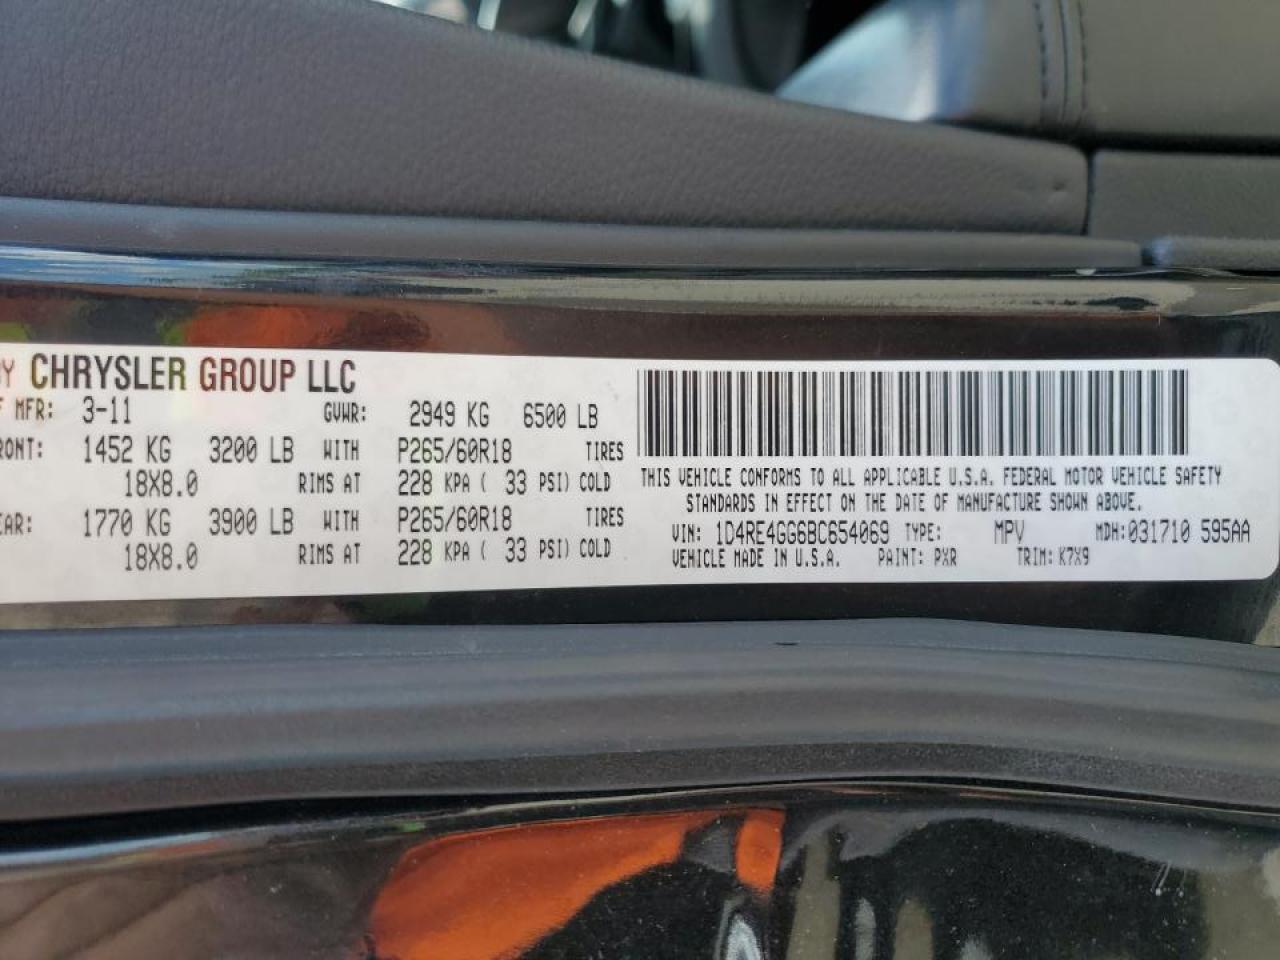 BY CHRYSLER GROUP LLC
F MFR: 3-11 GVWR: 2949 KG 6500 LB
RONT: 1452 KG 3200 LB WITH P265/60R18 TIRES
18X8.0 RIMS AT 228 KPA ( 33 PSI) COLD
EAR: 1770 KG 3900 LB WITH P265/60R18 TIRES
18X8.0 RIMS AT 228 KPA ( 33 PSI) COLD
THIS VEHICLE CONFORMS TO ALL APPLICABLE U.S.A. FEDERAL MOTOR VEHICLE SAFETY
STANDARDS IN EFFECT ON THE DATE OF MANUFACTURE SHOWN ABOVE.
VIN: 1D4RE4GG6BC654069 TYPE: MPV MDH:031710 595AA
VEHICLE MADE IN U.S.A. PAINT: PXR TRIM: K7X9